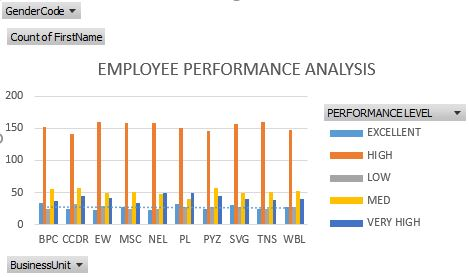 GenderCode
Count of FirstName
EMPLOYEE PERFORMANCE ANALYSIS
200
150
100
50
0
BPC CCDR EW MSC NEL PL PYZ SVG TNS WBL
PERFORMANCE LEVEL
EXCELLENT
HIGH
LOW
MED
VERY HIGH
BusinessUnit